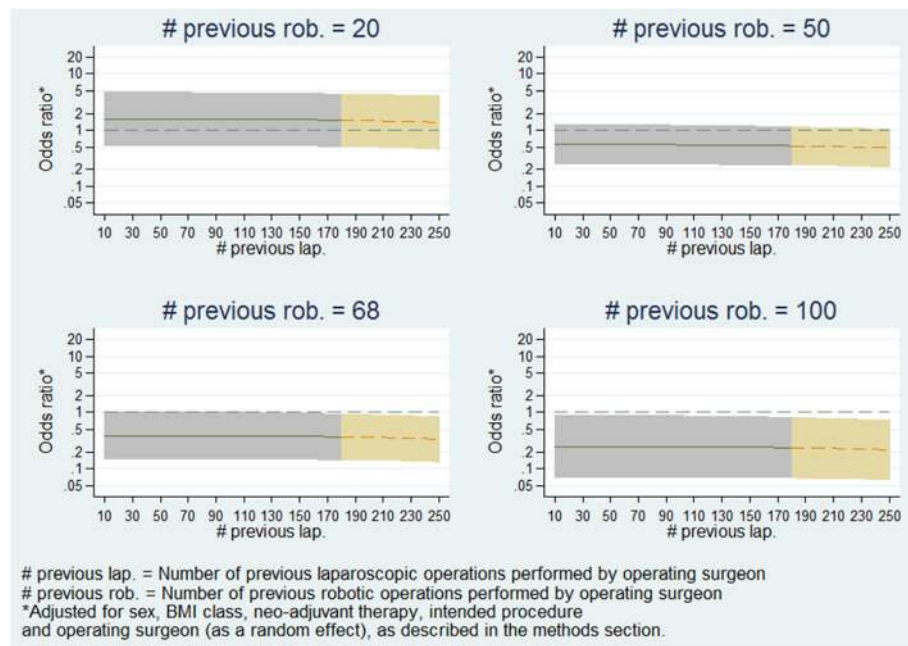 # previous rob. = 20
Odds ratio*
20
10
5
2
1
.5
.2
.1
.05
10 30 50 70 90 110 130 150 170 190 210 230 250
# previous lap.
# previous rob. = 50
Odds ratio*
20
10
5
2
1
.5
.2
.1
.05
10 30 50 70 90 110 130 150 170 190 210 230 250
# previous lap.
# previous rob. = 68
Odds ratio*
20
10
5
2
1
.5
.2
.1
.05
10 30 50 70 90 110 130 150 170 190 210 230 250
# previous lap.
# previous rob. = 100
Odds ratio*
20
10
5
2
1
.5
.2
.1
.05
10 30 50 70 90 110 130 150 170 190 210 230 250
# previous lap.
# previous lap. = Number of previous laparoscopic operations performed by operating surgeon
# previous rob. = Number of previous robotic operations performed by operating surgeon
*Adjusted for sex, BMI class, neo-adjuvant therapy, intended procedure
and operating surgeon (as a random effect), as described in the methods section.